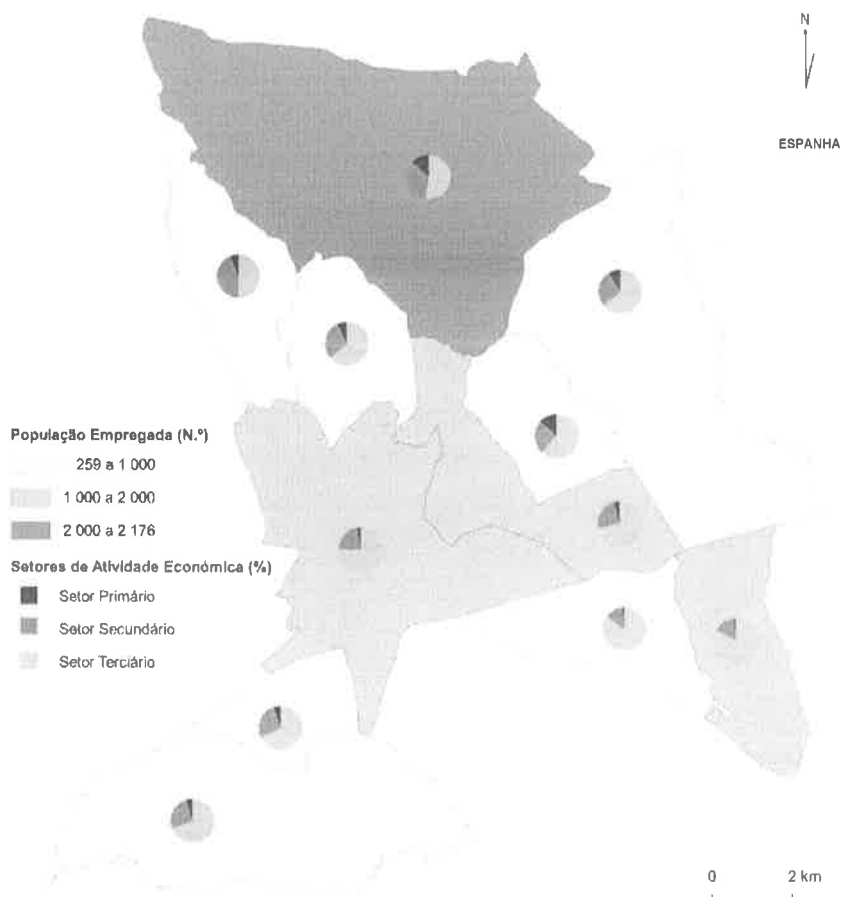 N
ESPANHA
População Empregada (N.º)
259 a 1 000
1 000 a 2 000
2 000 a 2 176
Setores de Atividade Económica (%)
Setor Primário
Setor Secundário
Setor Terciário
0 2 km